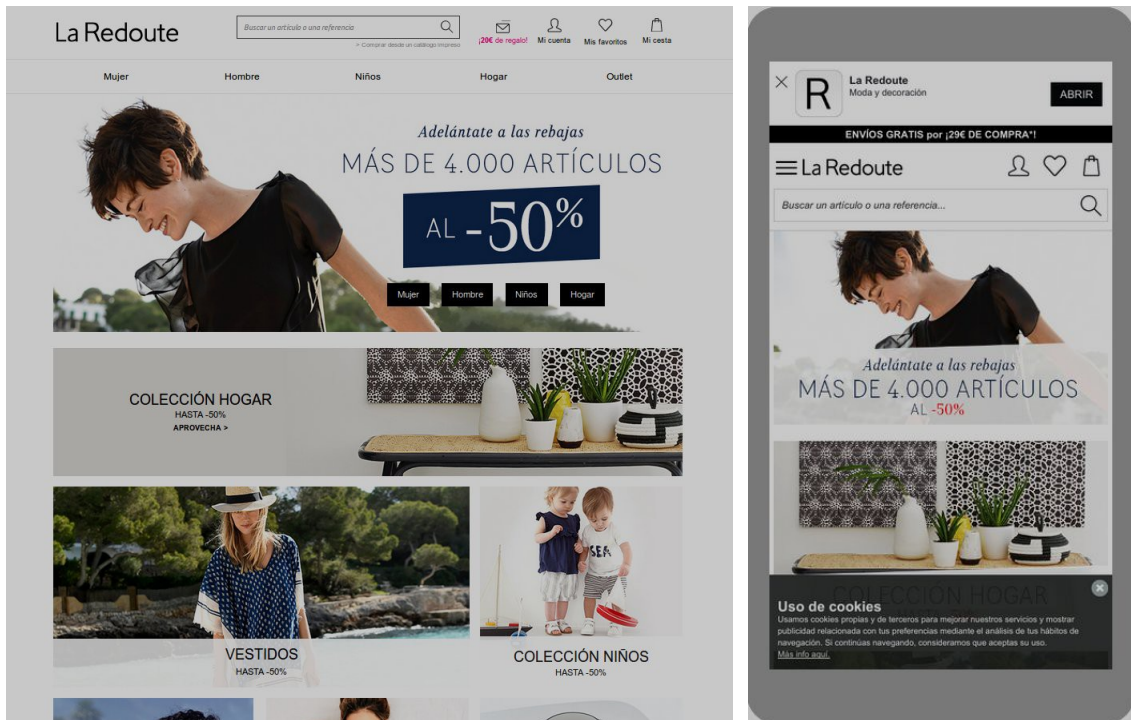 La Redoute
Buscar un artículo o una referencia
> Comprar desde un catálogo impreso
¡20€ de regalo!
Mi cuenta
Mis favoritos
Mi cesta
Mujer
Hombre
Niños
Hogar
Outlet
Adelántate a las rebajas
MÁS DE 4.000 ARTÍCULOS
AL -50%
Mujer
Hombre
Niños
Hogar
COLECCIÓN HOGAR
HASTA -50%
APROVECHA >
SEA
VESTIDOS
HASTA -50%
COLECCIÓN NIÑOS
HASTA -50%
R
La Redoute
Moda y decoración
ABRIR
ENVÍOS GRATIS por ¡29€ DE COMPRA*!
La Redoute
Buscar un artículo o una referencia...
Adelántate a las rebajas
MÁS DE 4.000 ARTÍCULOS
AL -50%
COLECCIÓN HOGAR
HASTA -50%
Uso de cookies
Usamos cookies propias y de terceros para mejorar nuestros servicios y mostrar
publicidad relacionada con tus preferencias mediante el análisis de tus hábitos de
navegación. Si continúas navegando, consideramos que aceptas su uso.
Más info aquí.